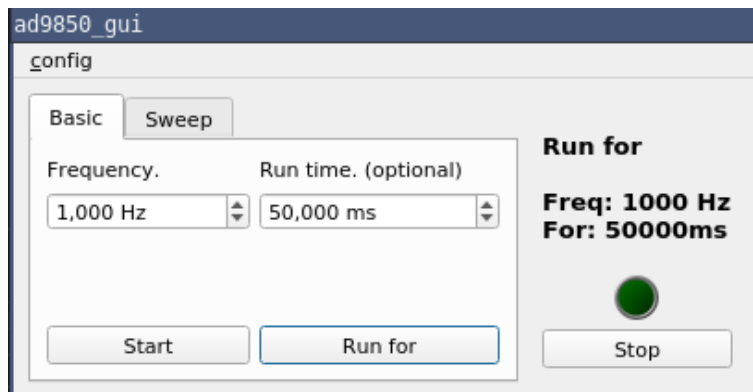 ad9850_gui
config
Basic
Sweep
Frequency.
Run time. (optional)
1,000 Hz
50,000 ms
Start
Run for
Run for
Freq: 1000 Hz
For: 50000ms
Stop